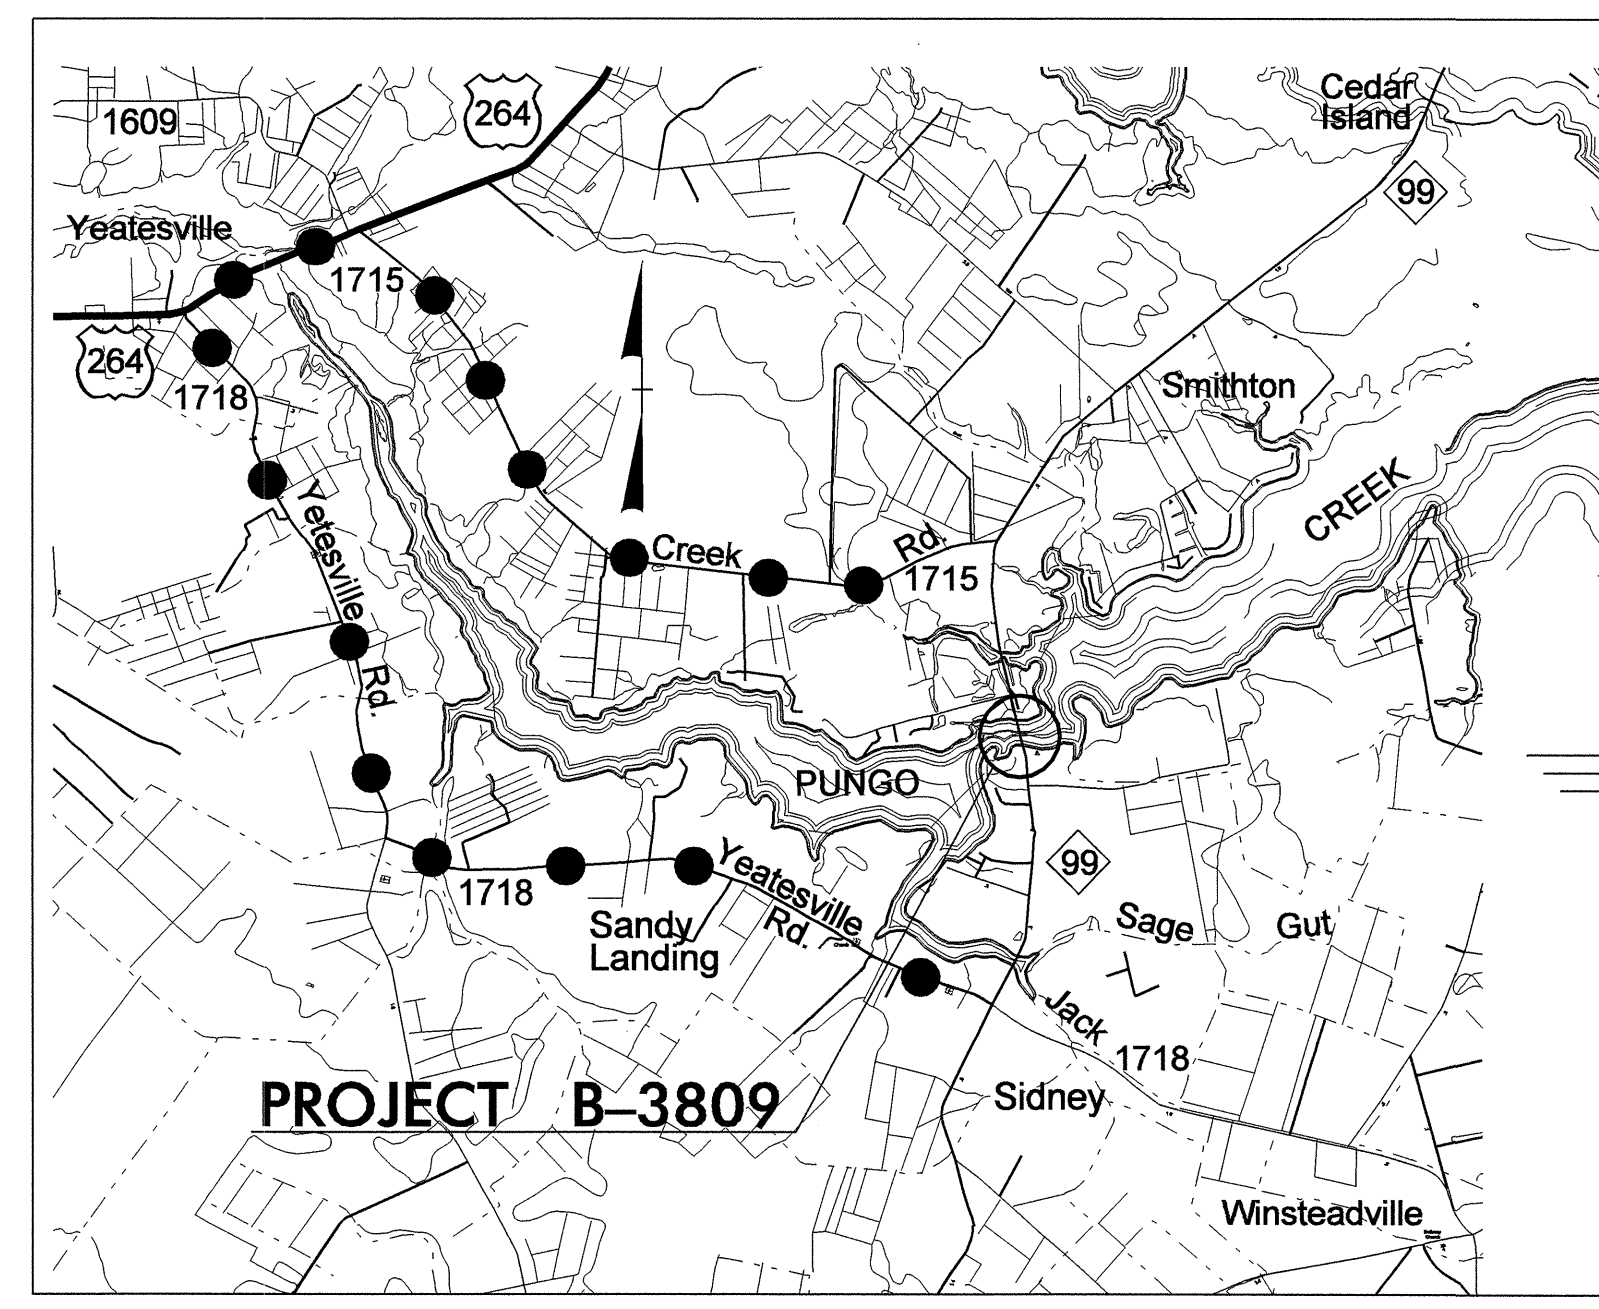 Cedar
Island
264
1609
99
Yeatesville
1715
264
1718
Smithton
CREEK
Yetesville
Rd.
Creek
Rd.
1715
PUNGO
99
Yeatesville
Rd.
1718
Sandy
Landing
Sage Gut
Jack
1718
PROJECT B-3809
Sidney
Winsteadville